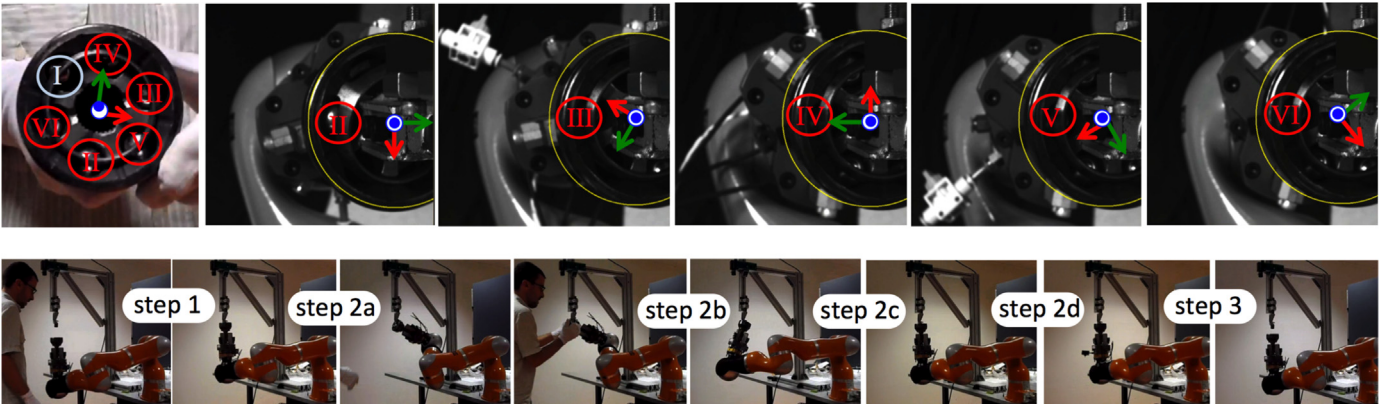 I
IV
III
VI
V
II
II
III
IV
V
VI
step 1
step 2a
step 2b
step 2c
step 2d
step 3